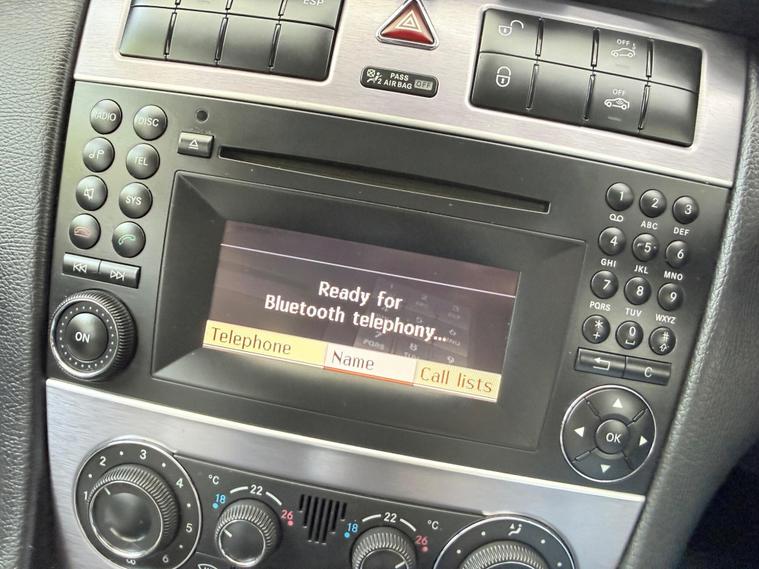 ESP
PASS
AIR BAG OFF
OFF
OFF
RADIO
DISC
TEL
SYS
ON
Ready for
Bluetooth telephony...
Telephone
Name
Call lists
1
2
3
ABC
DEF
4
5
6
GHI
JKL
MNO
7
8
9
PQRS
TUV
WXYZ
*
0
#
C
OK
1
2
3
4
5
6
°C
18
22
26
18
22
°C
26